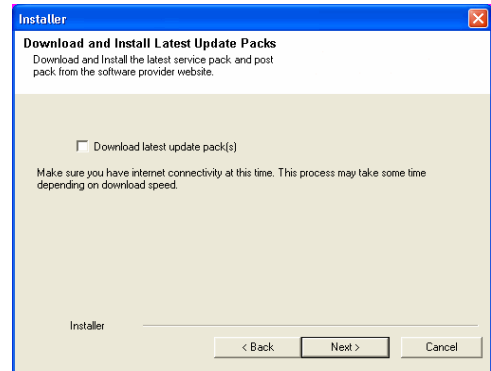 Installer
Download and Install Latest Update Packs
Download and Install the latest service pack and post
pack from the software provider website.
Download latest update pack(s)
Make sure you have internet connectivity at this time. This process may take some time
depending on download speed.
Installer
< Back
Next >
Cancel